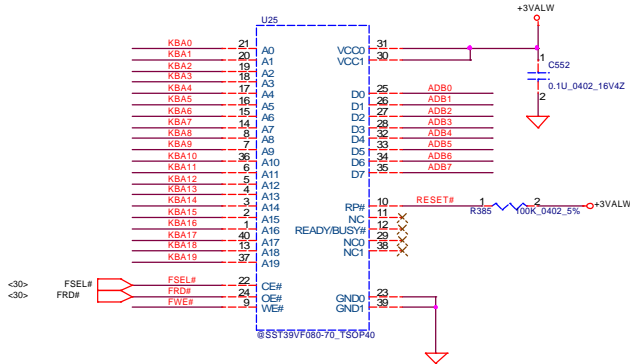 +3VALW
U25
KBA0 21 A0 VCC0 31
KBA1 20 A1 VCC1 30
KBA2 19 A2
KBA3 18 A3
KBA4 17 A4 D0 25 ADB0
KBA5 16 A5 D1 26 ADB1
KBA6 15 A6 D2 27 ADB2
KBA7 14 A7 D3 28 ADB3
KBA8 8 A8 D4 32 ADB4
KBA9 7 A9 D5 33 ADB5
KBA10 36 A10 D6 34 ADB6
KBA11 6 A11 D7 35 ADB7
KBA12 5 A12
KBA13 4 A13
KBA14 3 A14 RP# 10 RESET# 1 2 +3VALW
KBA15 2 A15 NC 11 R385 100K_0402_5%
KBA16 1 A16 READY/BUSY# 12
KBA17 40 A17 NC0 29
KBA18 13 A18 NC1 38
KBA19 37 A19
1 C552
0.1U_0402_16V4Z
2
<30> FSEL# FSEL# 22 CE# GND0 23
<30> FRD# FRD# 24 OE# GND1 39
FWE# 9 WE#
@SST39VF080-70_TSOP40